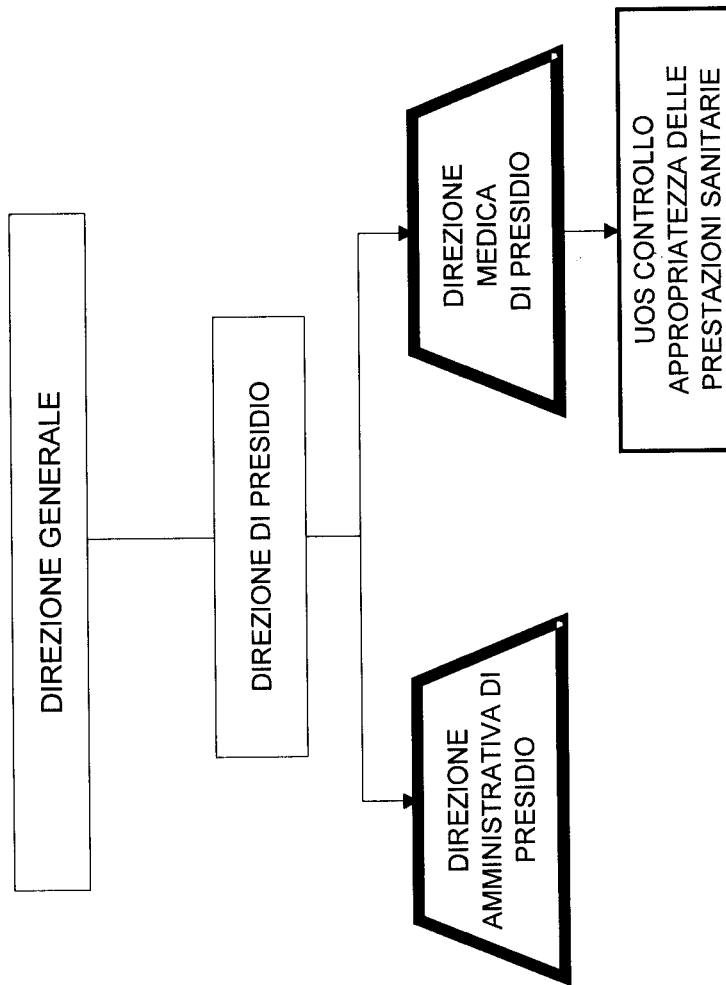 DIREZIONE GENERALE
DIREZIONE DI PRESIDIO
DIREZIONE
AMMINISTRATIVA DI
PRESIDIO
DIREZIONE
MEDICA
DI PRESIDIO
UOS CONTROLLO
APPROPRIATEZZA DELLE
PRESTAZIONI SANITARIE